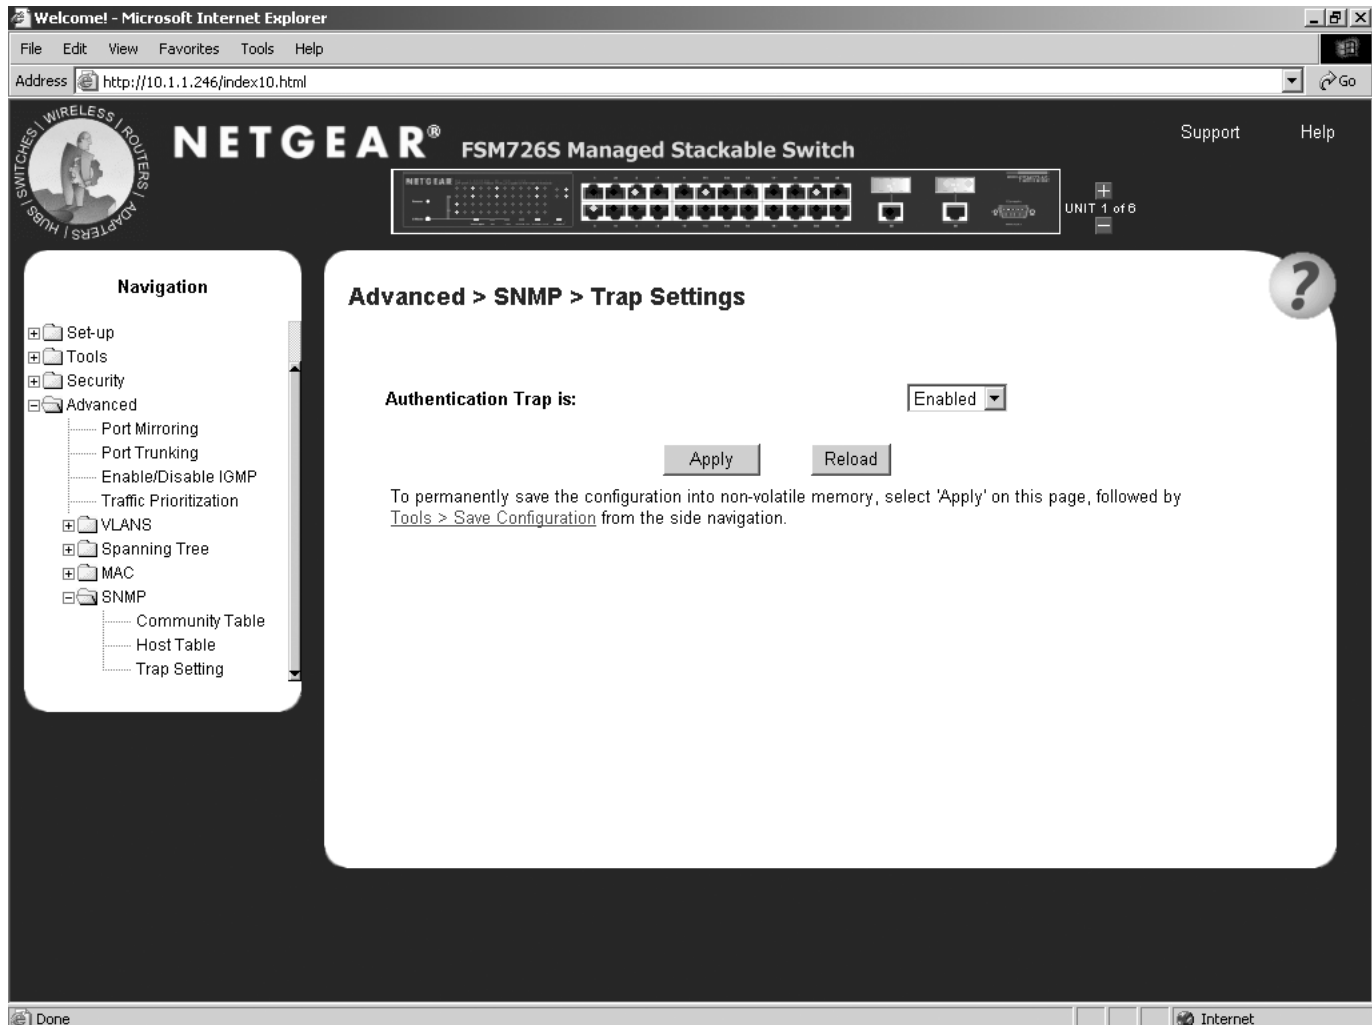 Welcome! - Microsoft Internet Explorer
File Edit View Favorites Tools Help
Address http://10.1.1.246/index10.html Go
SWITCHES | WIRELESS | ROUTERS | ADAPTERS | HUBS |
NETGEAR® FSM726S Managed Stackable Switch
Support Help
NETGEAR
FSM726S
UNIT 1 of 6
Navigation
Set-up
Tools
Security
Advanced
Port Mirroring
Port Trunking
Enable/Disable IGMP
Traffic Prioritization
VLANS
Spanning Tree
MAC
SNMP
Community Table
Host Table
Trap Setting
Advanced > SNMP > Trap Settings
?
Authentication Trap is: Enabled
Apply Reload
To permanently save the configuration into non-volatile memory, select 'Apply' on this page, followed by
Tools > Save Configuration from the side navigation.
Done Internet